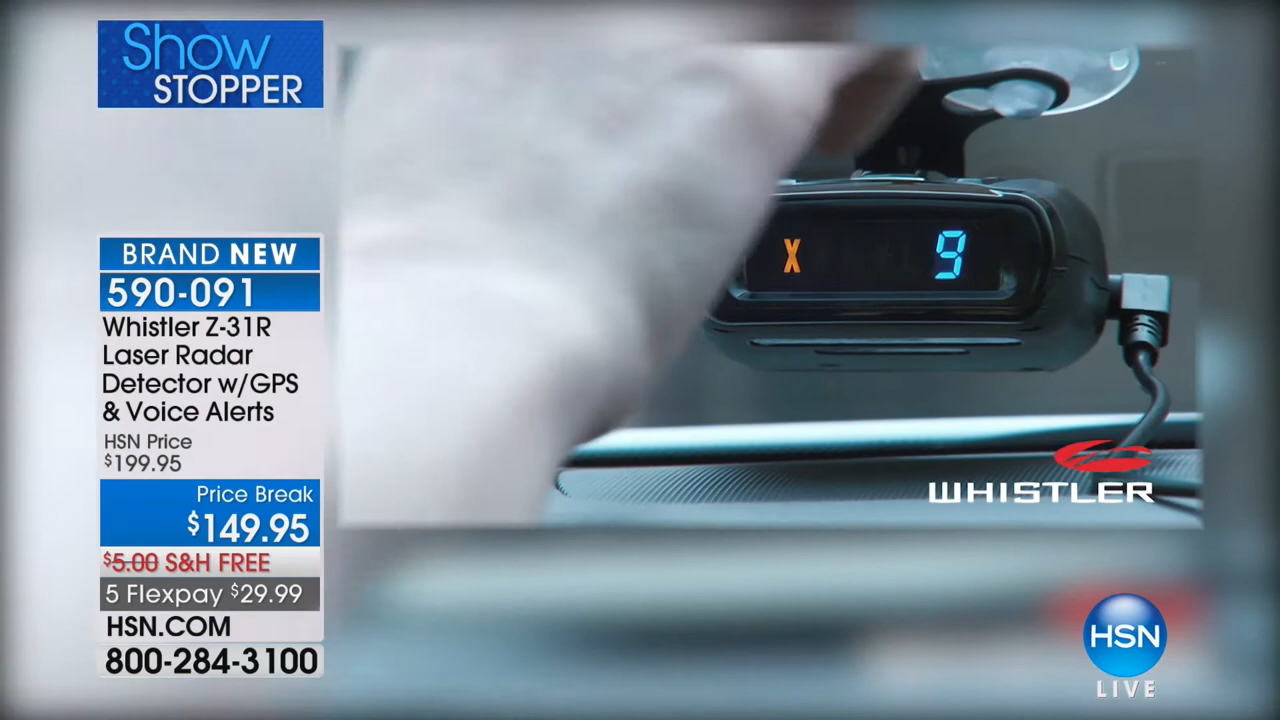 Show
STOPPER
BRAND NEW
590-091
Whistler Z-31R
Laser Radar
Detector w/GPS
& Voice Alerts
HSN Price
$199.95
Price Break
$149.95
$5.00 S&H FREE
5 Flexpay $29.99
HSN.COM
800-284-3100
X 9
WHISTLER
HSN
LIVE